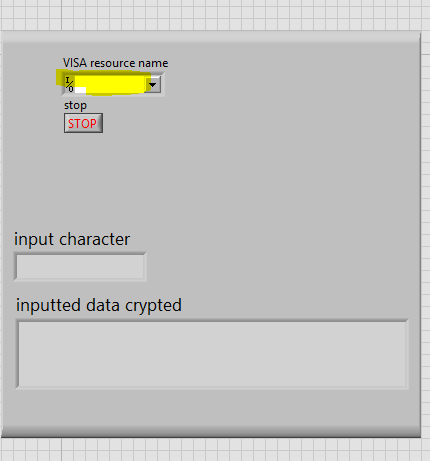 VISA resource name
I/O
stop
STOP
input character
inputted data crypted